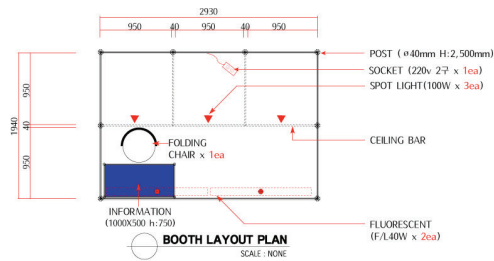 2930
950 40 950 40 950
POST ( ø40mm H:2,500mm)
SOCKET (220v 2구 x 1ea)
SPOT LIGHT(100W x 3ea)
950
1940
40
950
CEILING BAR
FOLDING
CHAIR x 1ea
INFORMATION
(1000X500 h:750)
FLUORESCENT
(F/L40W x 2ea)
h
BOOTH LAYOUT PLAN
SCALE : NONE